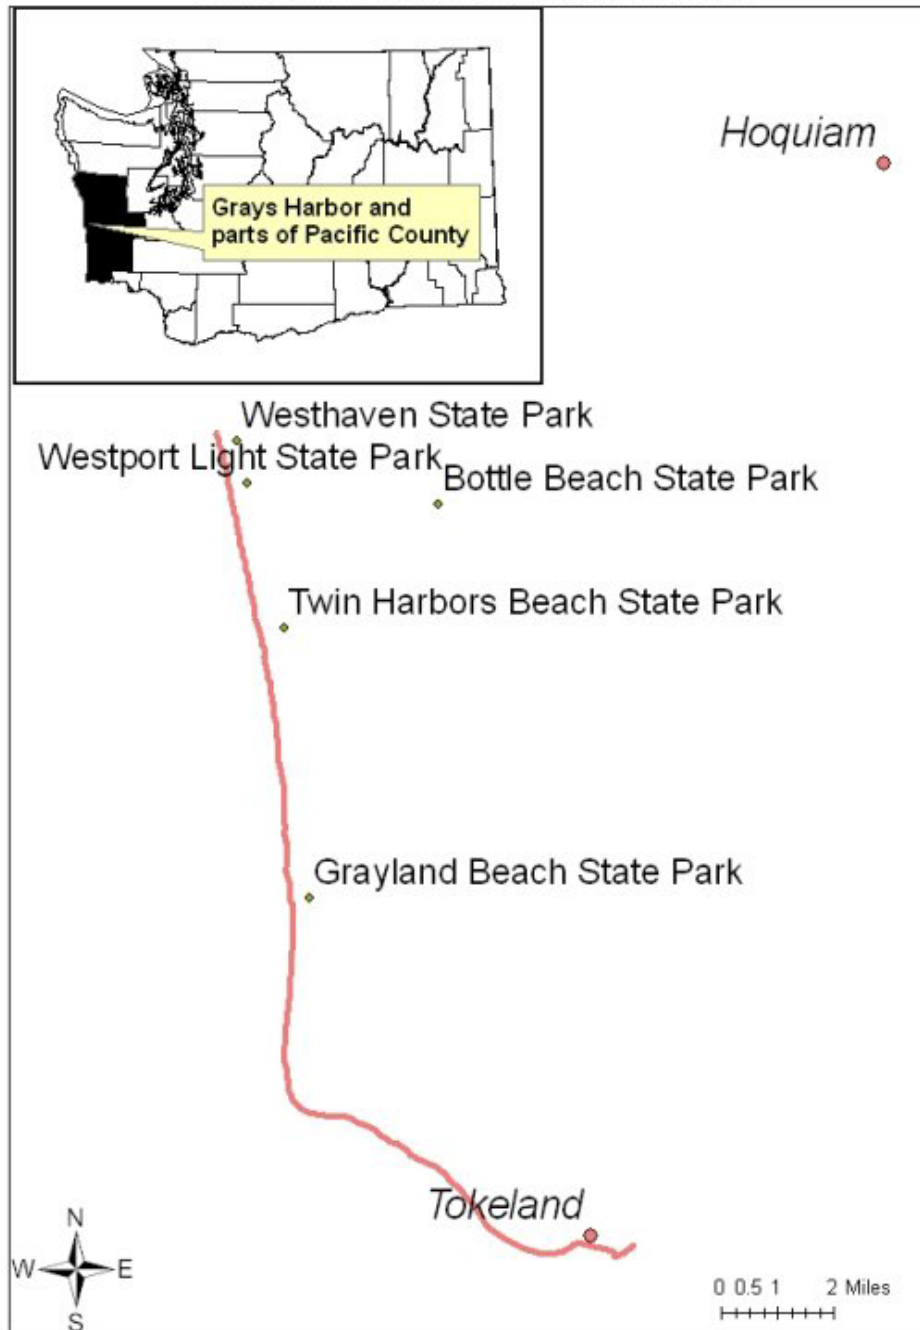 Hoquiam
Grays Harbor and
parts of Pacific County
Westhaven State Park
Westport Light State Park
Bottle Beach State Park
Twin Harbors Beach State Park
Grayland Beach State Park
Tokeland
N
W E
S
0 0.5 1 2 Miles